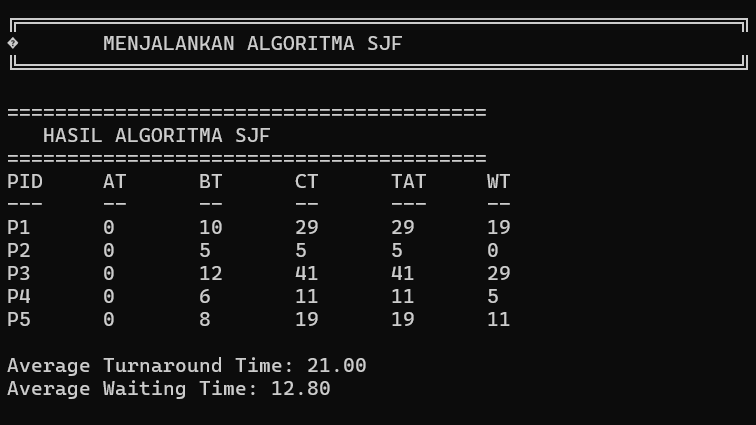 MENJALANKAN ALGORITMA SJF
========================================
HASIL ALGORITMA SJF
========================================
PID AT BT CT TAT WT
--- -- -- -- --- --
P1 0 10 29 29 19
P2 0 5 5 5 0
P3 0 12 41 41 29
P4 0 6 11 11 5
P5 0 8 19 19 11
Average Turnaround Time: 21.00
Average Waiting Time: 12.80